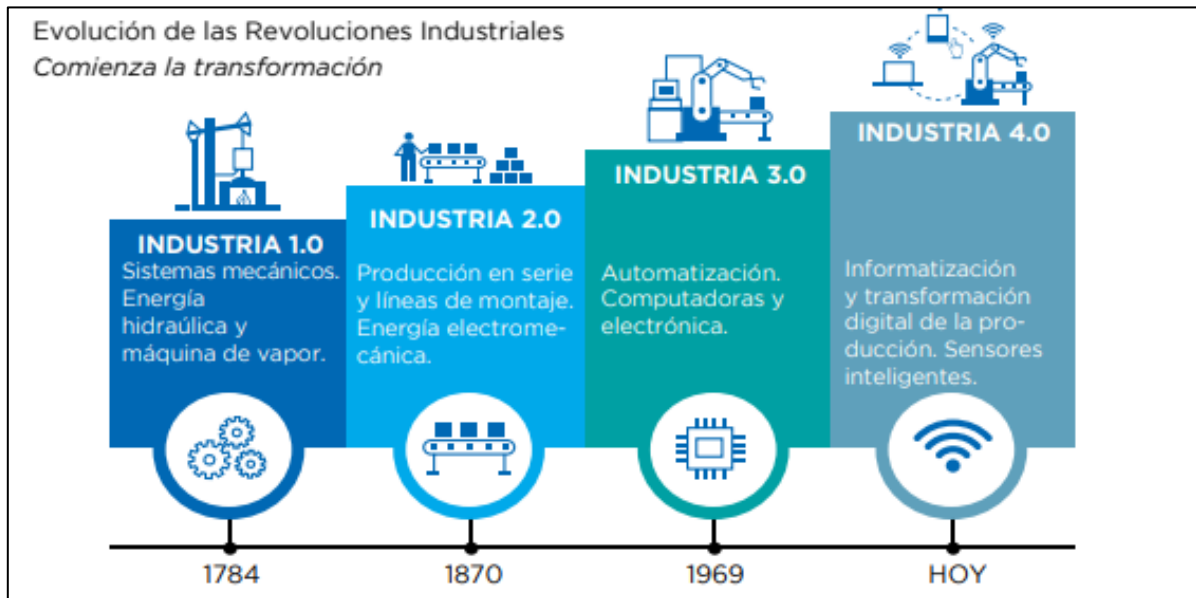 Evolución de las Revoluciones Industriales
Comienza la transformación
INDUSTRIA 1.0
Sistemas mecánicos.
Energía
hidraúlica y
máquina de vapor.
INDUSTRIA 2.0
Producción en serie
y líneas de montaje.
Energía electrome-
cánica.
INDUSTRIA 3.0
Automatización.
Computadoras y
electrónica.
INDUSTRIA 4.0
Informatización
y transformación
digital de la pro-
ducción. Sensores
inteligentes.
1784
1870
1969
HOY